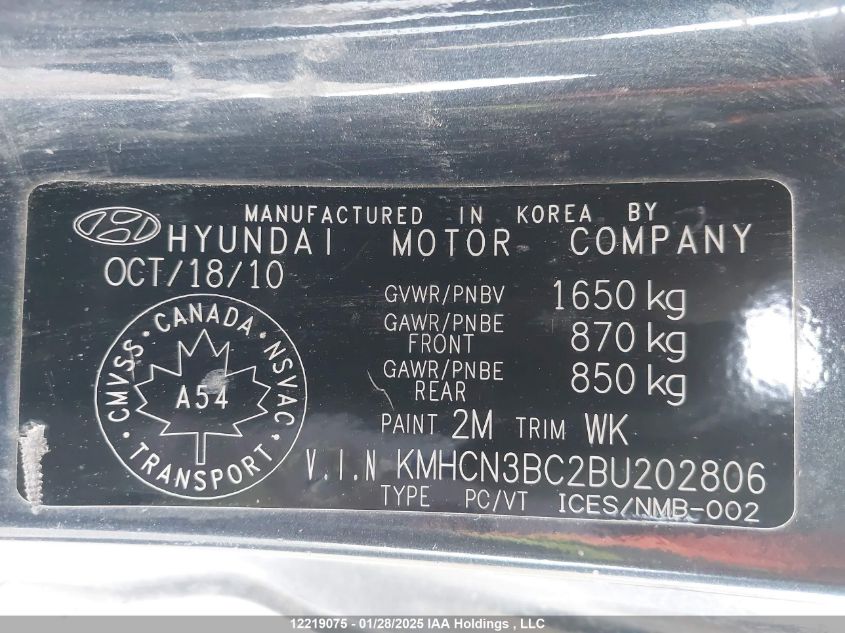 MANUFACTURED IN KOREA BY
HYUNDAI MOTOR COMPANY
OCT/18/10
GVWR/PNBV 1650 kg
GAWR/PNBE FRONT 870 kg
GAWR/PNBE REAR 850 kg
PAINT 2M TRIM WK
CMVSS · CANADA · NSVAC · TRANSPORT ·
A54
V.I.N KMHCN3BC2BU202806
TYPE PC/VT ICES/NMB-002
12219075 - 01/28/2025 IAA Holdings , LLC